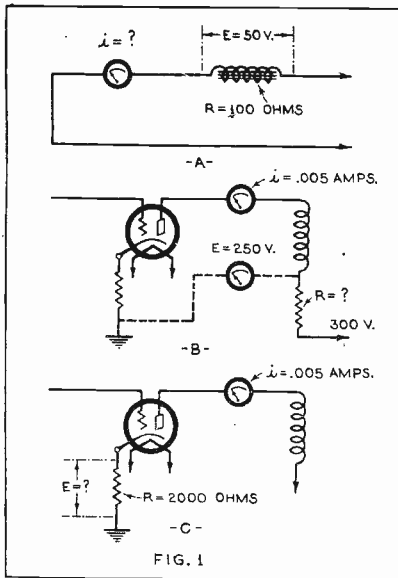 i = ?
E = 50 V.
R = 100 OHMS
-A-
i = .005 AMPS.
E = 250 V.
R = ?
300 V.
-B-
i = .005 AMPS.
E = ?
R = 2000 OHMS
-C-
FIG. 1